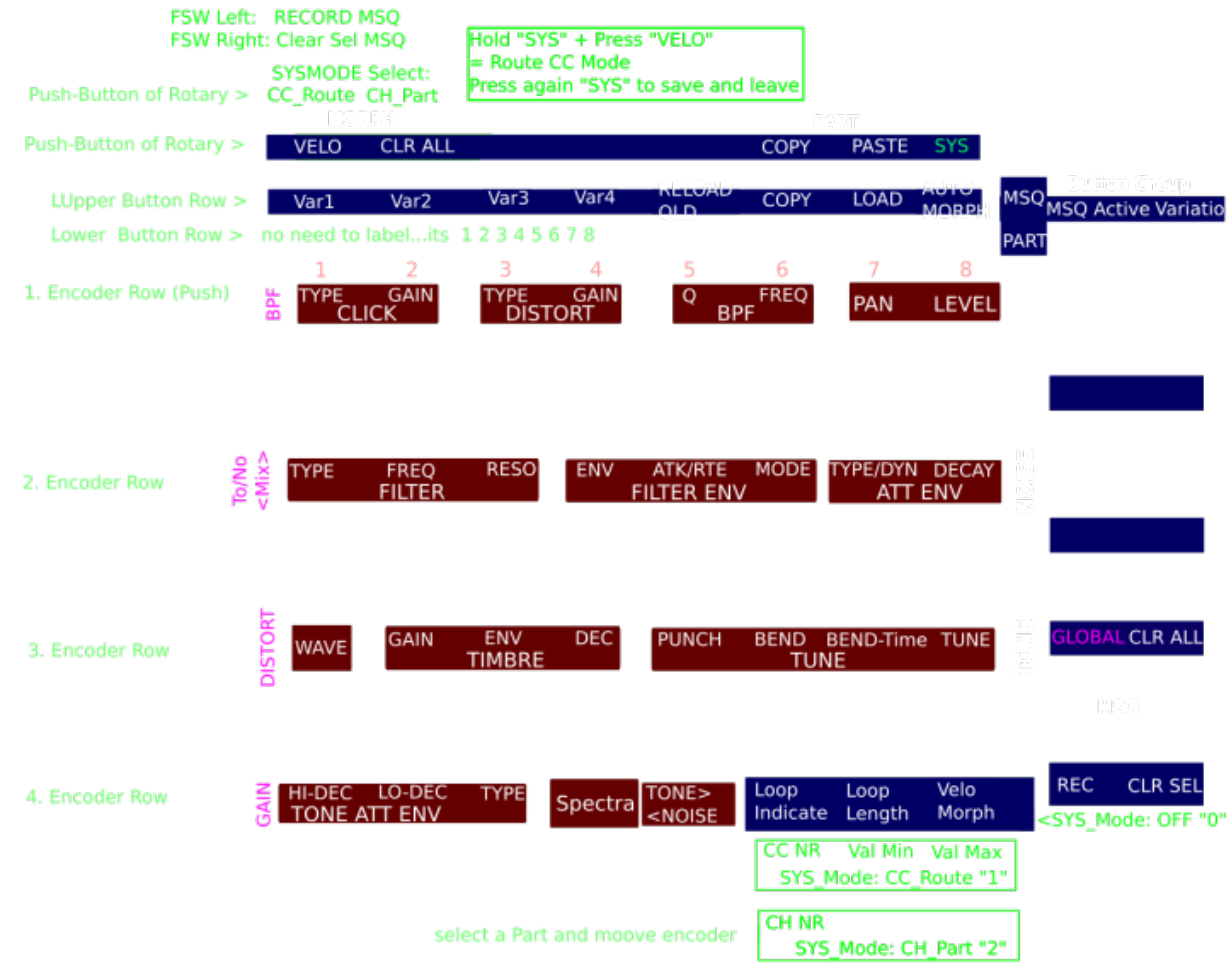 FSW Left: RECORD MSQ
FSW Right: Clear Sel MSQ
Hold "SYS" + Press "VELO"
= Route CC Mode
Press again "SYS" to save and leave
SYSMODE Select:
Push-Button of Rotary > CC_Route CH_Part
MORPH PART
Push-Button of Rotary > VELO CLR ALL COPY PASTE SYS
LUpper Button Row > Var1 Var2 Var3 Var4 RELOAD OLD COPY LOAD AUTO MORPH MSQ Button Group
MSQ Active Variatio
Lower Button Row > no need to label...its 1 2 3 4 5 6 7 8 PART
1 2 3 4 5 6 7 8
1. Encoder Row (Push) BPF TYPE GAIN TYPE GAIN Q FREQ PAN LEVEL
CLICK DISTORT BPF
2. Encoder Row To/No <Mix> TYPE FREQ RESO ENV ATK/RTE MODE TYPE/DYN DECAY
FILTER FILTER ENV ATT ENV
3. Encoder Row DISTORT WAVE GAIN ENV DEC PUNCH BEND BEND-Time TUNE GLOBAL CLR ALL
TIMBRE TUNE
MSQ
4. Encoder Row GAIN HI-DEC LO-DEC TYPE Spectra TONE> Loop Loop Velo REC CLR SEL
TONE ATT ENV <NOISE Indicate Length Morph
<SYS_Mode: OFF "0"
CC NR Val Min Val Max
SYS_Mode: CC_Route "1"
CH NR
select a Part and moove encoder SYS_Mode: CH_Part "2"